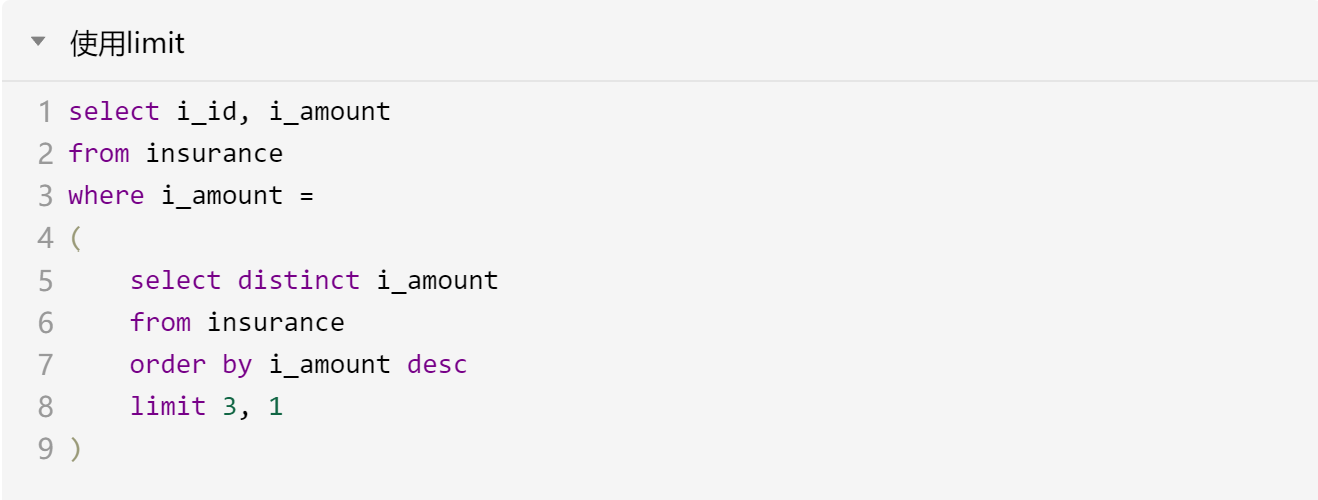 使用limit
1 select i_id, i_amount
2 from insurance
3 where i_amount =
4 (
5     select distinct i_amount
6     from insurance
7     order by i_amount desc
8     limit 3, 1
9 )